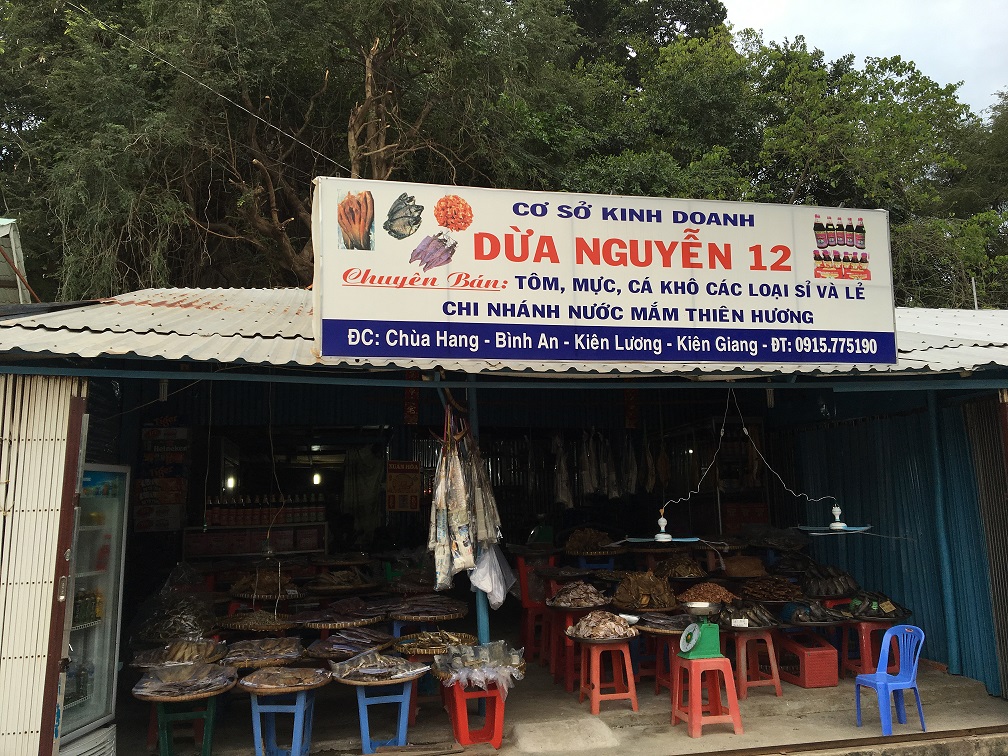 CƠ SỞ KINH DOANH
DỪA NGUYỄN 12
Chuyên Bán: TÔM, MỰC, CÁ KHÔ CÁC LOẠI SỈ VÀ LẺ
CHI NHÁNH NƯỚC MẮM THIÊN HƯƠNG
ĐC: Chùa Hang - Bình An - Kiên Lương - Kiên Giang - ĐT: 0915.775190